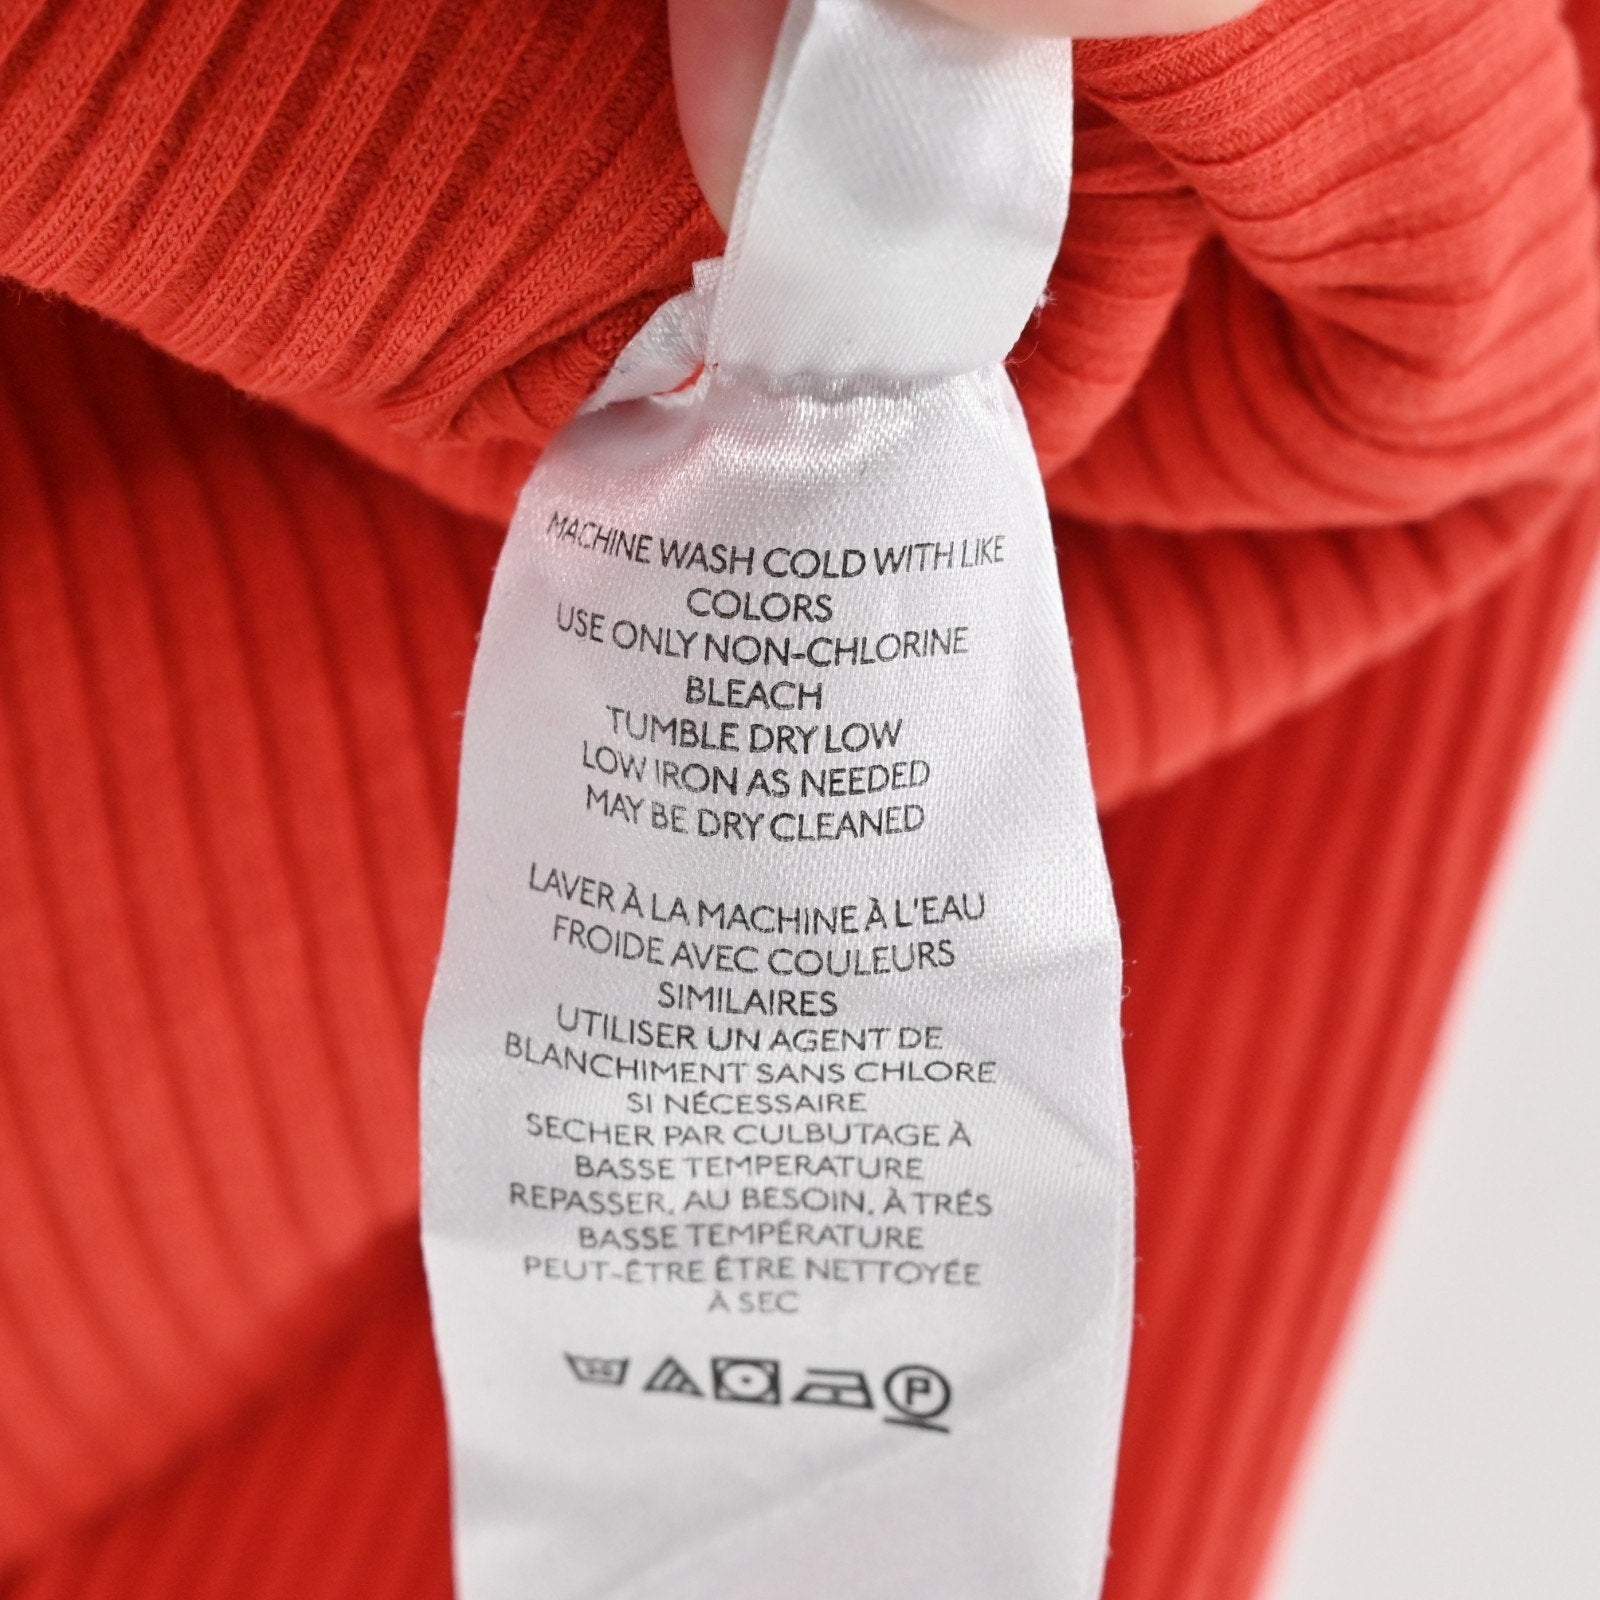 MACHINE WASH COLD WITH LIKE
COLORS
USE ONLY NON-CHLORINE
BLEACH
TUMBLE DRY LOW
LOW IRON AS NEEDED
MAY BE DRY CLEANED
LAVER À LA MACHINE À L'EAU
FROIDE AVEC COULEURS
SIMILAIRES
UTILISER UN AGENT DE
BLANCHIMENT SANS CHLORE
SI NÉCESSAIRE
SECHER PAR CULBUTAGE À
BASSE TEMPERATURE
REPASSER, AU BESOIN, À TRÉS
BASSE TEMPÉRATURE
PEUT-ÊTRE ÊTRE NETTOYÉE
À SEC
P